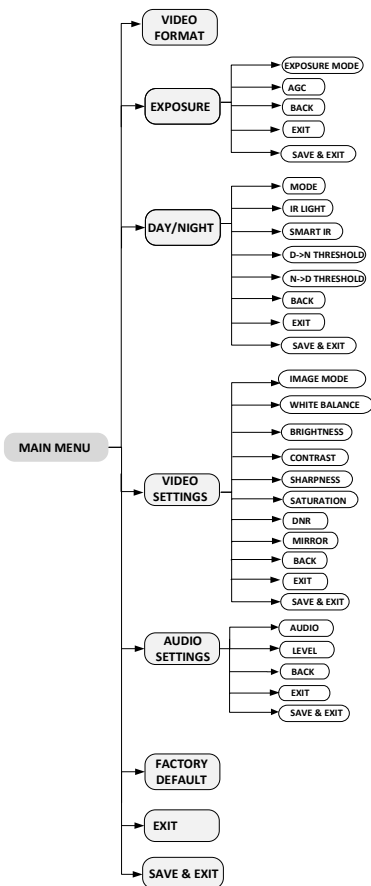 VIDEO
FORMAT
EXPOSURE
EXPOSURE MODE
AGC
BACK
EXIT
SAVE & EXIT
DAY/NIGHT
MODE
IR LIGHT
SMART IR
D->N THRESHOLD
N->D THRESHOLD
BACK
EXIT
SAVE & EXIT
MAIN MENU
VIDEO
SETTINGS
IMAGE MODE
WHITE BALANCE
BRIGHTNESS
CONTRAST
SHARPNESS
SATURATION
DNR
MIRROR
BACK
EXIT
SAVE & EXIT
AUDIO
SETTINGS
AUDIO
LEVEL
BACK
EXIT
SAVE & EXIT
FACTORY
DEFAULT
EXIT
SAVE & EXIT